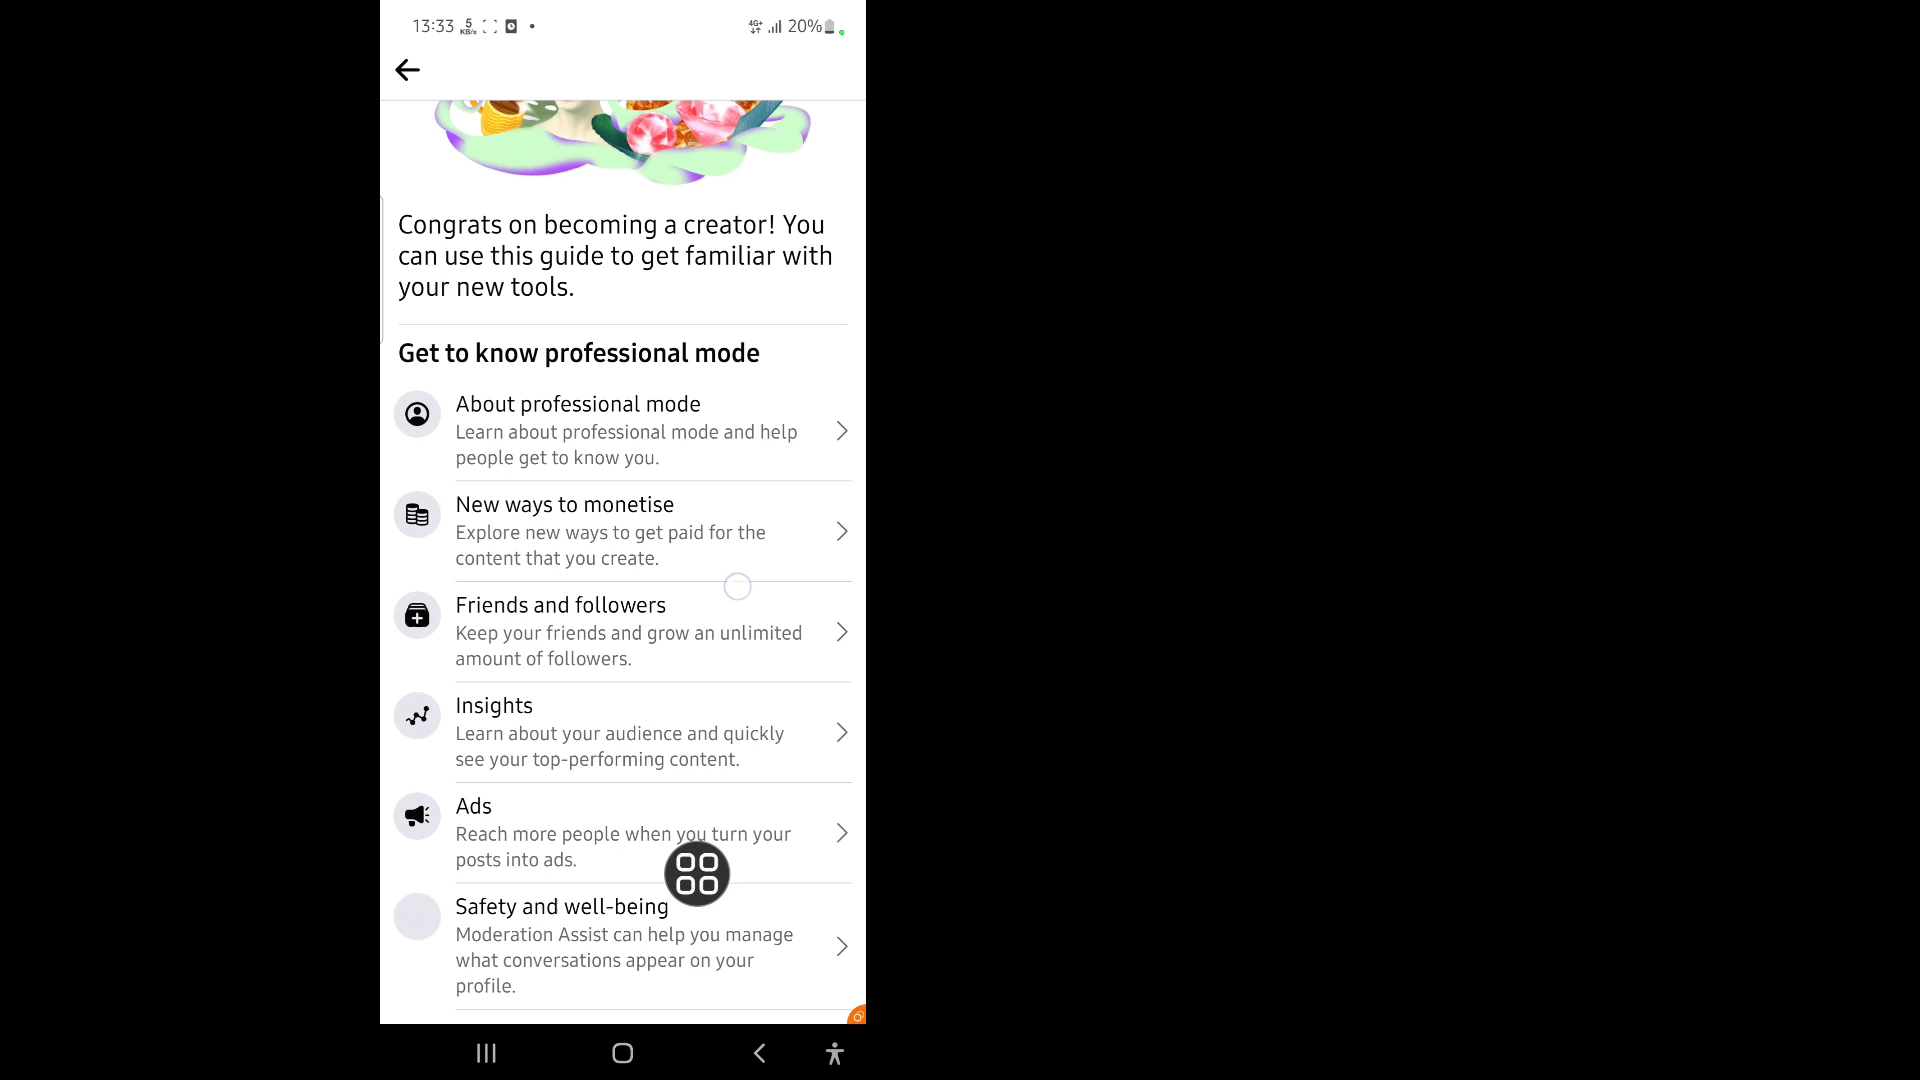 13:33 5 KB/s 4G+ 20%
Congrats on becoming a creator! You
can use this guide to get familiar with
your new tools.
Get to know professional mode
About professional mode
Learn about professional mode and help
people get to know you.
New ways to monetise
Explore new ways to get paid for the
content that you create.
Friends and followers
Keep your friends and grow an unlimited
amount of followers.
Insights
Learn about your audience and quickly
see your top-performing content.
Ads
Reach more people when you turn your
posts into ads.
Safety and well-being
Moderation Assist can help you manage
what conversations appear on your
profile.